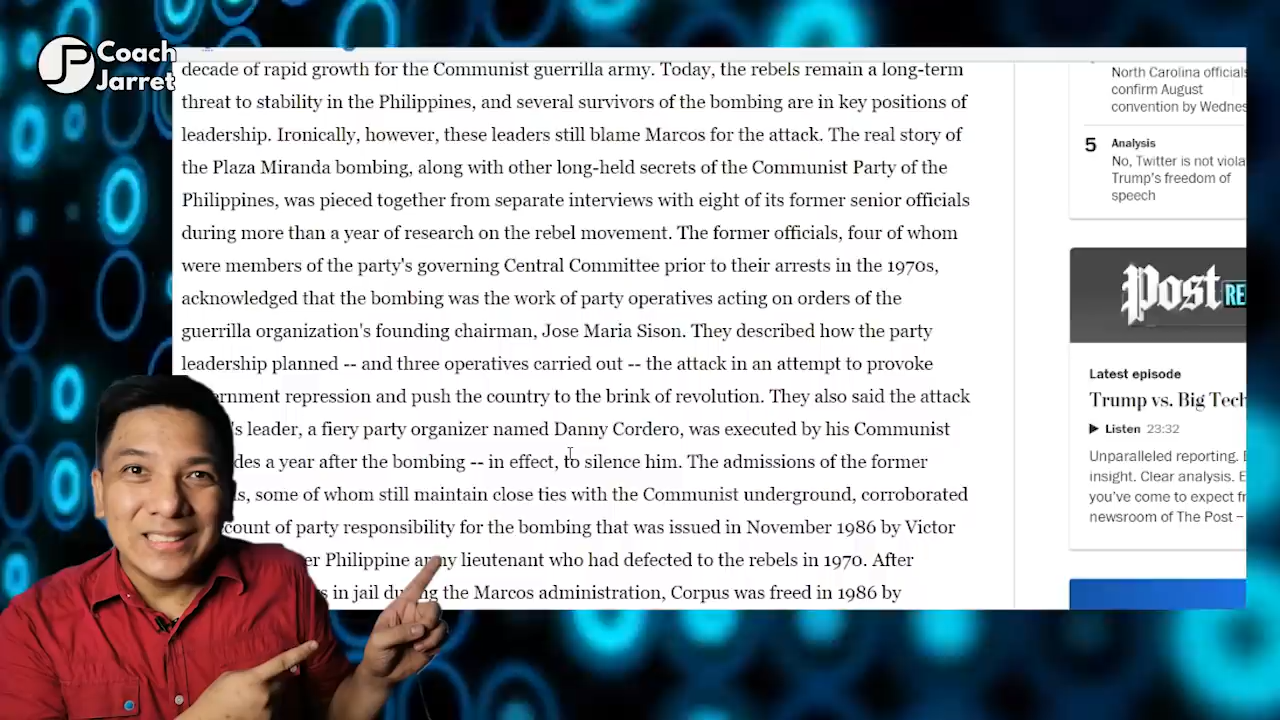 Coach
Jarret
decade of rapid growth for the Communist guerrilla army. Today, the rebels remain a long-term
threat to stability in the Philippines, and several survivors of the bombing are in key positions of
leadership. Ironically, however, these leaders still blame Marcos for the attack. The real story of
the Plaza Miranda bombing, along with other long-held secrets of the Communist Party of the
Philippines, was pieced together from separate interviews with eight of its former senior officials
during more than a year of research on the rebel movement. The former officials, four of whom
were members of the party's governing Central Committee prior to their arrests in the 1970s,
acknowledged that the bombing was the work of party operatives acting on orders of the
guerrilla organization's founding chairman, Jose Maria Sison. They described how the party
leadership planned -- and three operatives carried out -- the attack in an attempt to provoke
ernment repression and push the country to the brink of revolution. They also said the attack
's leader, a fiery party organizer named Danny Cordero, was executed by his Communist
des a year after the bombing -- in effect, to silence him. The admissions of the former
s, some of whom still maintain close ties with the Communist underground, corroborated
count of party responsibility for the bombing that was issued in November 1986 by Victor
er Philippine army lieutenant who had defected to the rebels in 1970. After
s in jail during the Marcos administration, Corpus was freed in 1986 by
North Carolina officials
confirm August
convention by Wednes
5 Analysis
No, Twitter is not viola
Trump's freedom of
speech
Post RE
Latest episode
Trump vs. Big Tech
Listen 23:32
Unparalleled reporting. E
insight. Clear analysis. E
you've come to expect fr
newsroom of The Post –